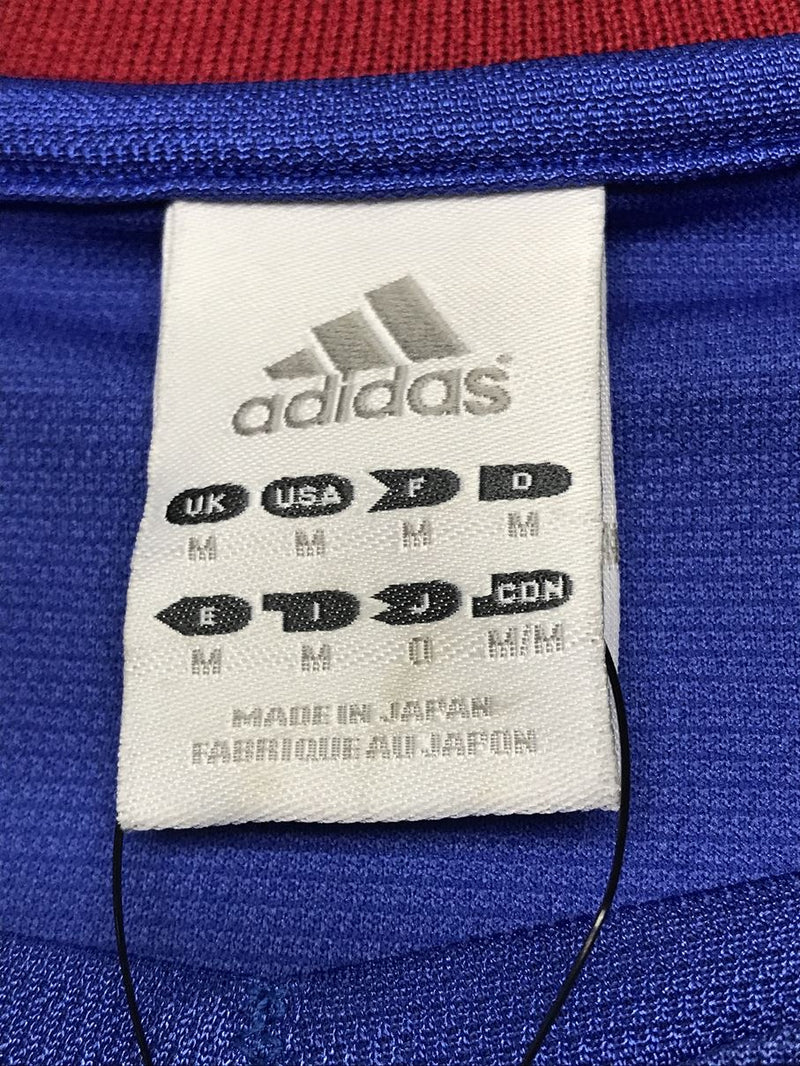 adidas
UK USA F D
M M M M
E I J CDN
M M O M/M
MADE IN JAPAN
FABRIQUE AU JAPON